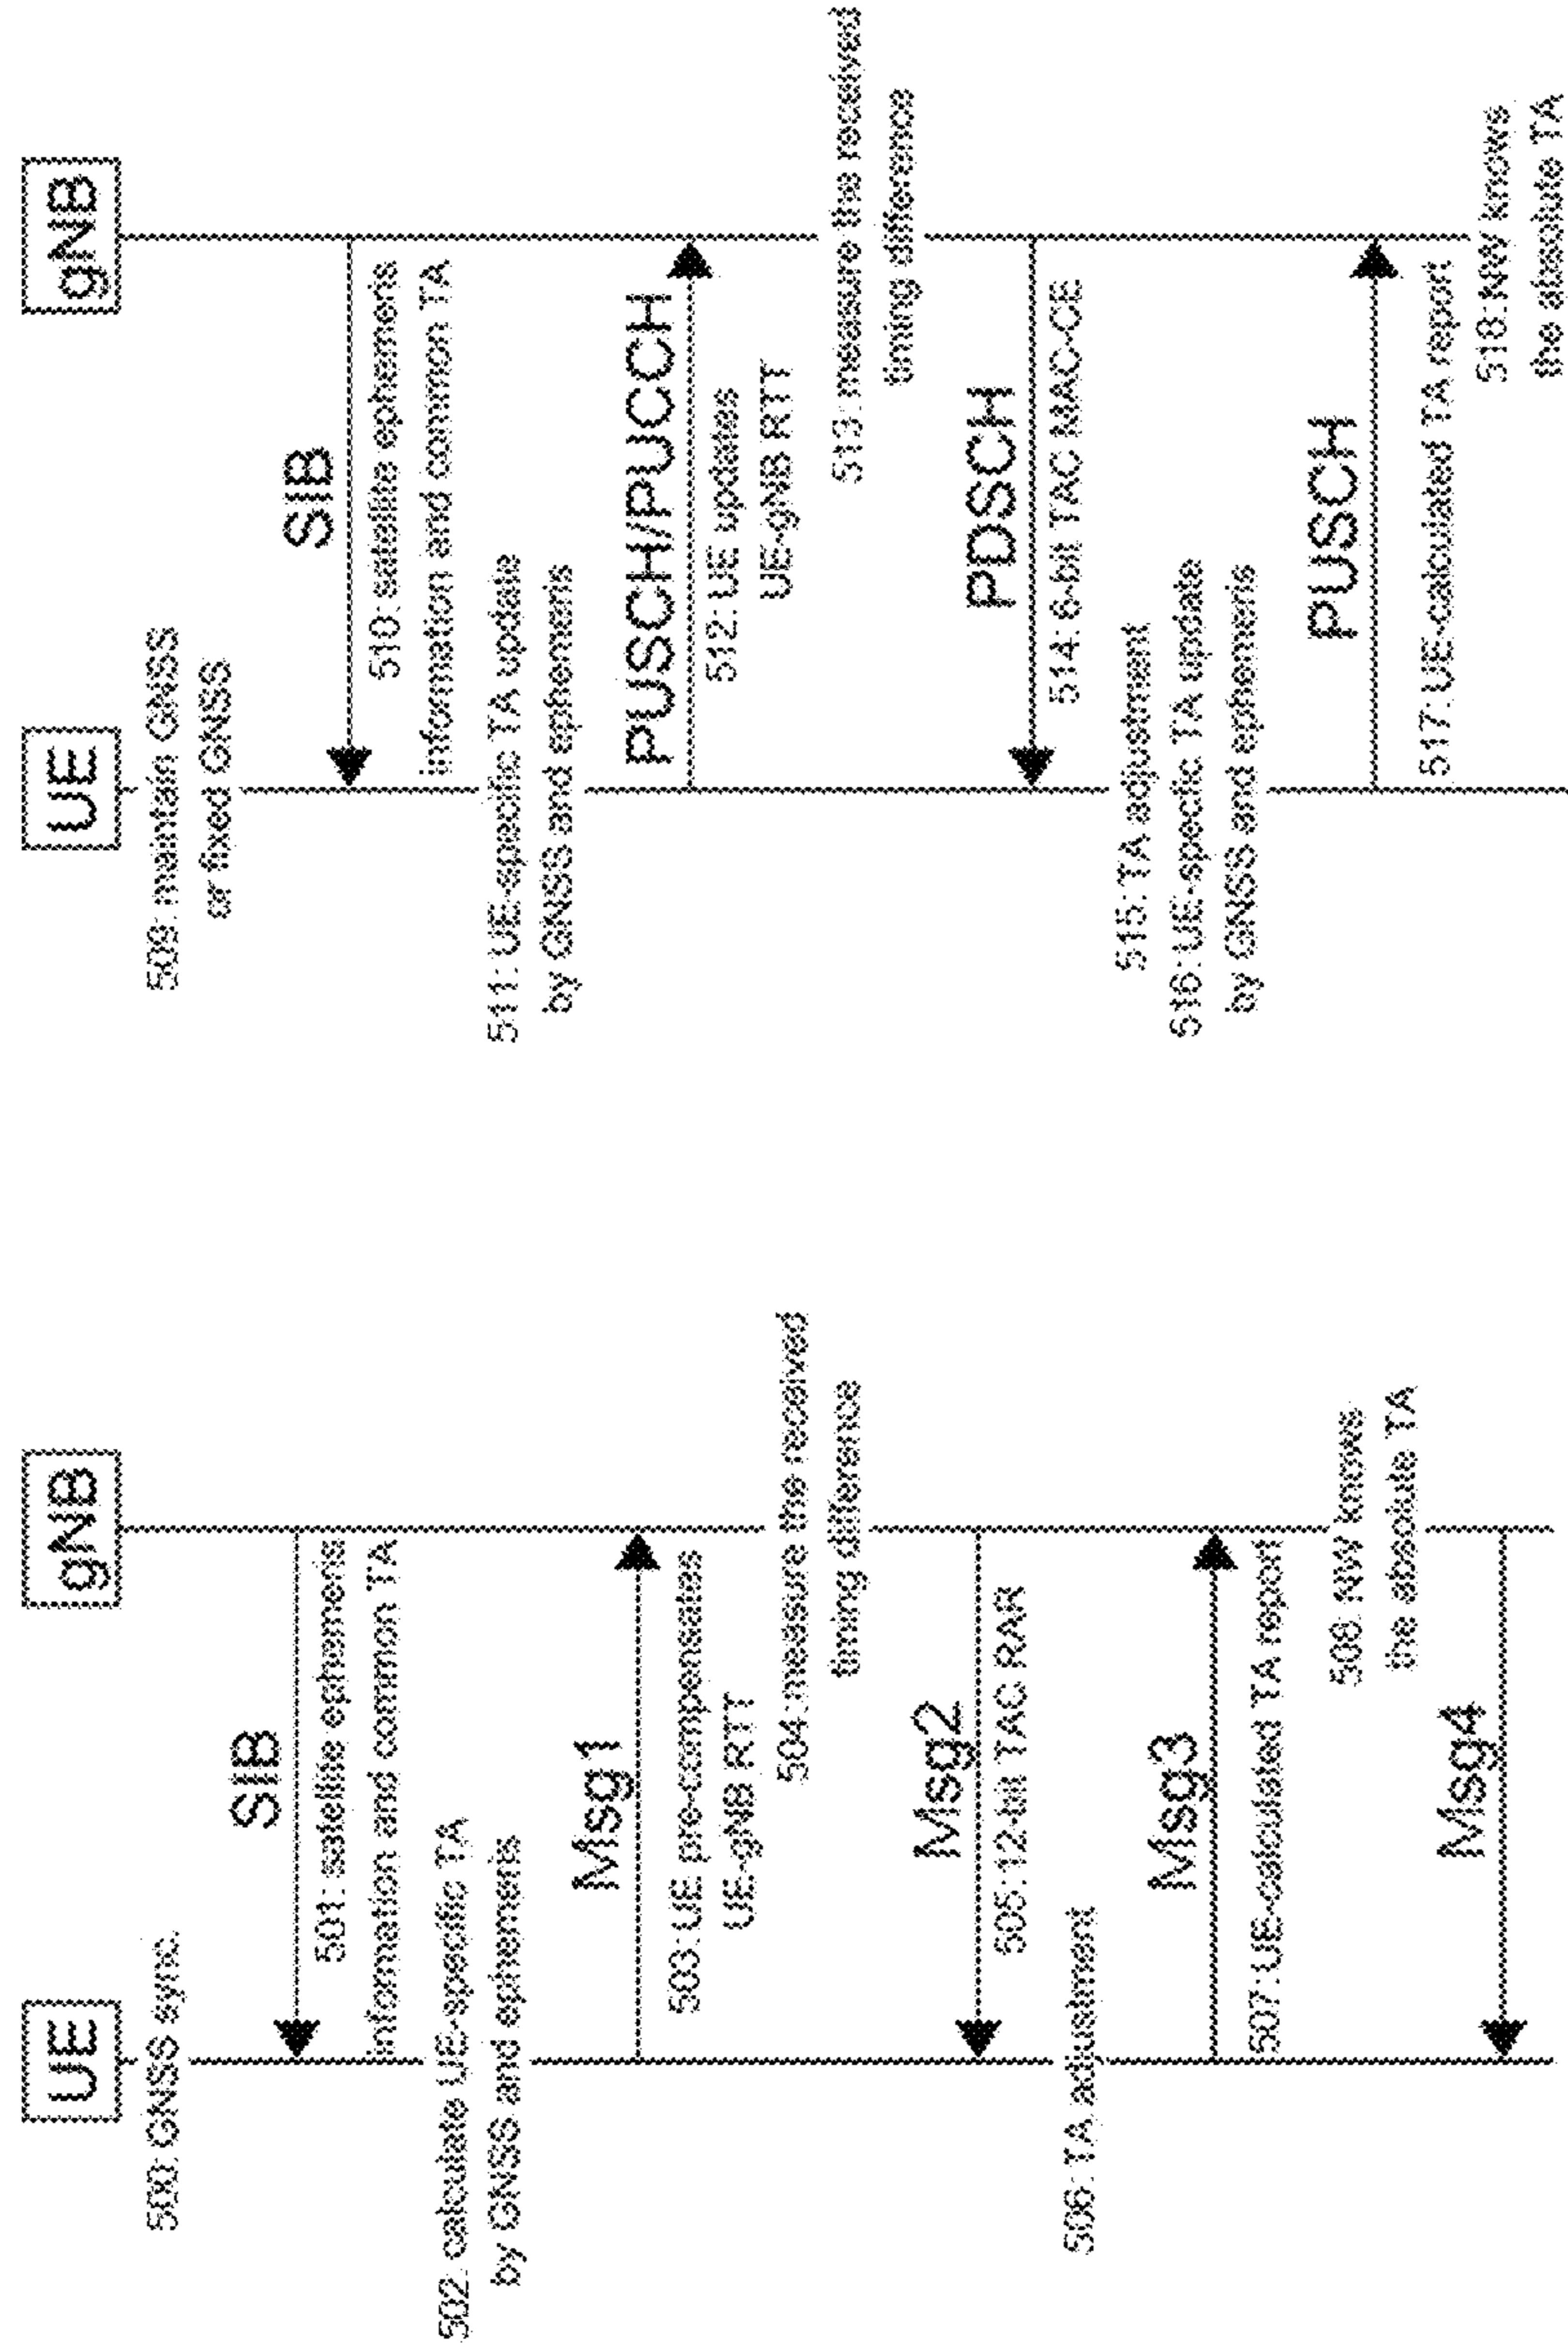 UE
gNB
500: GNSS sync.
SIB
501: satellite ephemeris
information and common TA
502: calculate UE-specific TA
by GNSS and ephemeris
Msg1
503: UE pre-compensates
UE-gNB RTT
504: measure the received
timing difference
Msg2
505: 12-bit TAC RAR
506: TA adjustment
Msg3
507: UE-calculated TA report
508: NW knows
the absolute TA
Msg4
UE
gNB
509: maintain GNSS
or fixed GNSS
SIB
510: satellite ephemeris
information and common TA
511: UE-specific TA update
by GNSS and ephemeris
PUSCH/PUCCH
512: UE updates
UE-gNB RTT
513: measure the received
timing difference
PDSCH
514: 6-bit TAC MAC-CE
515: TA adjustment
516: UE-specific TA update
by GNSS and ephemeris
PUSCH
517: UE-calculated TA report
518: NW knows
the absolute TA